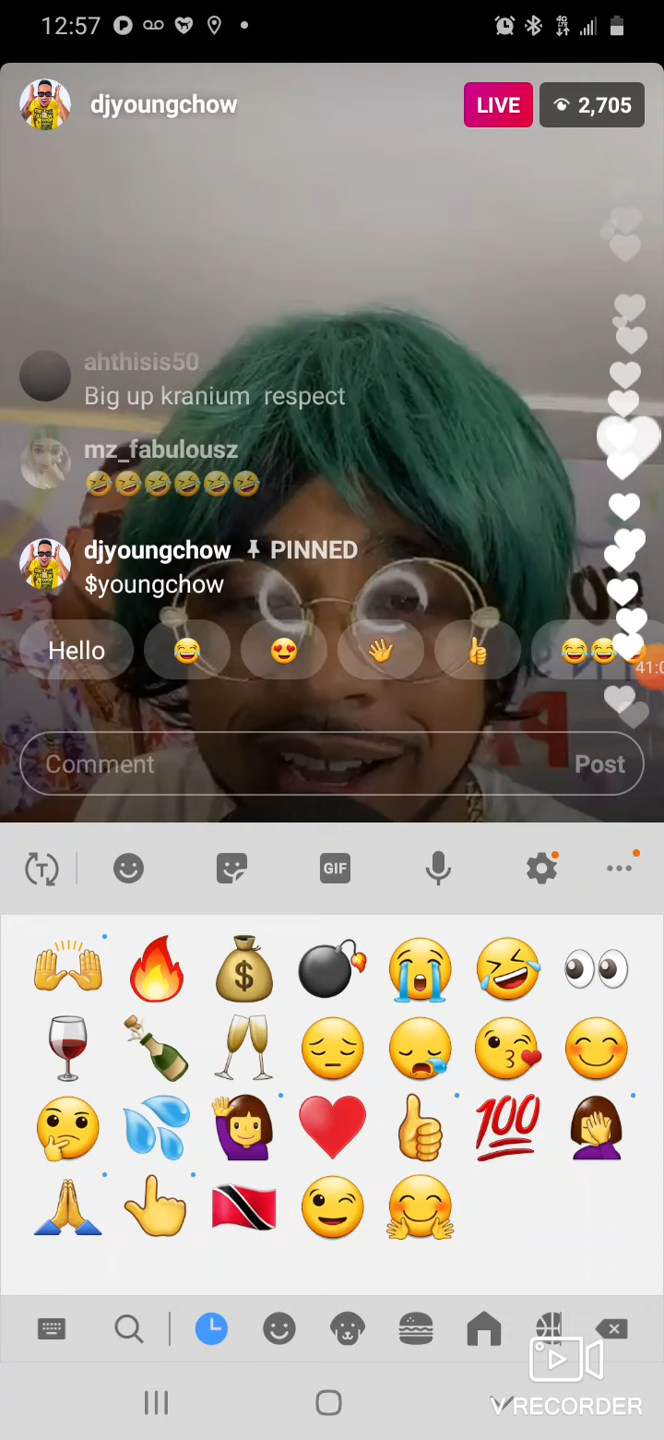 12:57
djyoungchow
LIVE
2,705
ahthisis50
Big up kranium respect
mz_fabulousz
djyoungchow PINNED
$youngchow
Hello
Comment
Post
GIF
V RECORDER